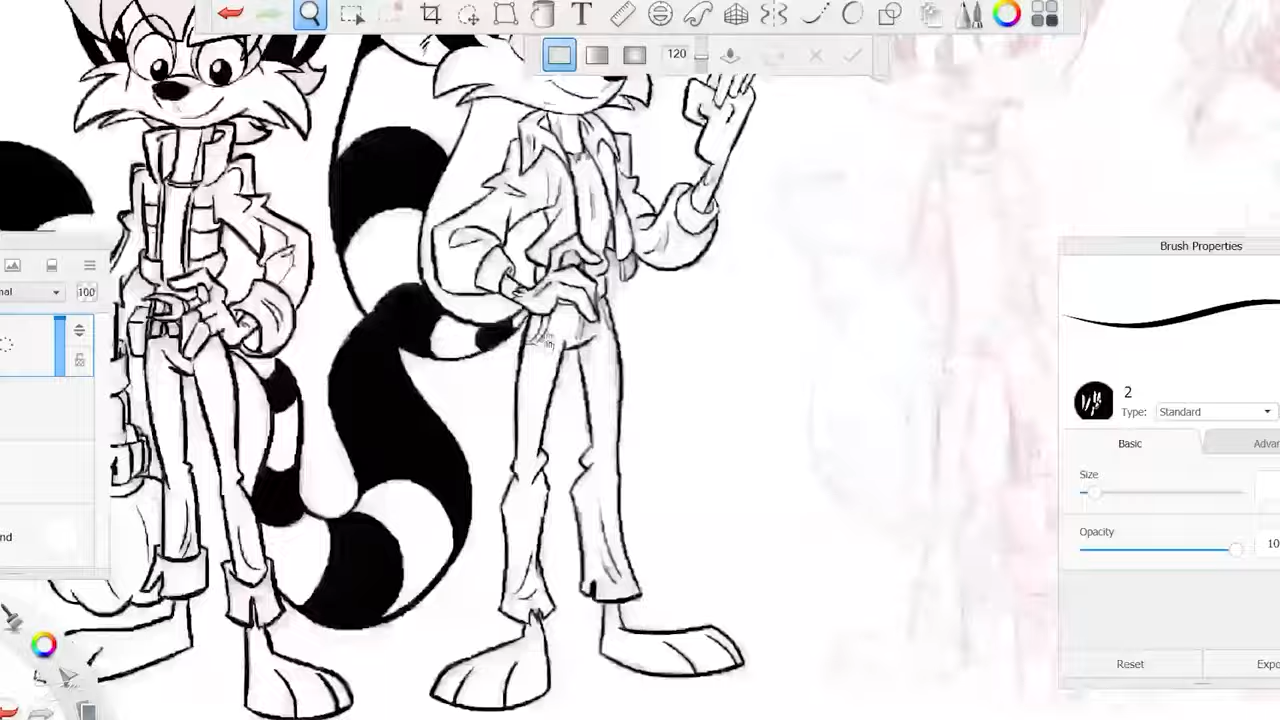 T
120
Brush Properties
nal
100
2
Type: Standard
Basic
Advan
Size
Opacity
10
nd
Reset
Expo